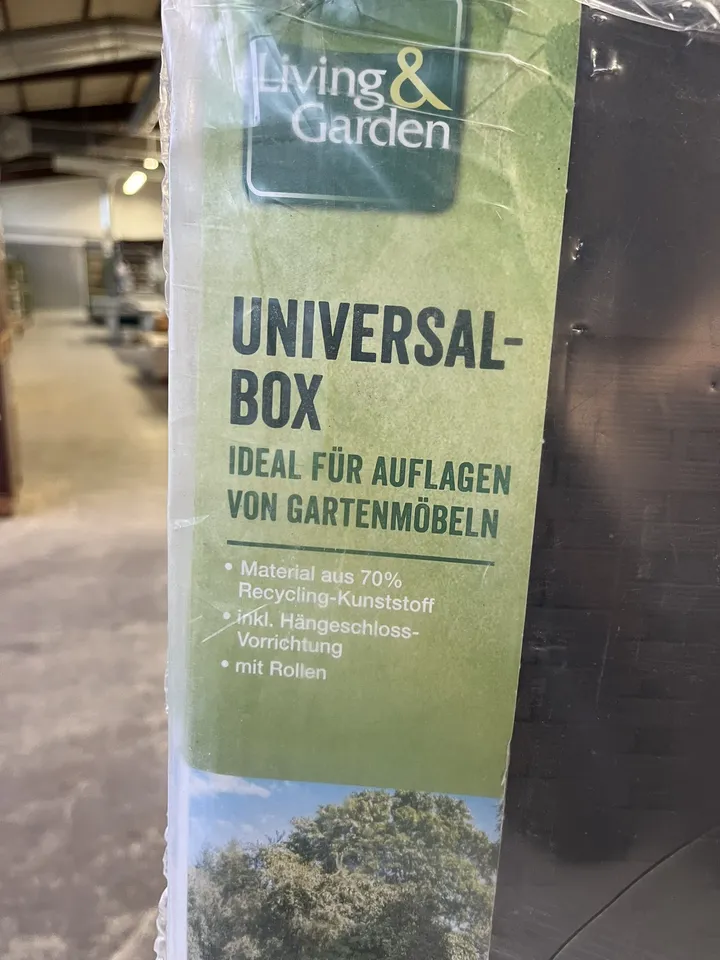 Living &
Garden
UNIVERSAL-
BOX
IDEAL FÜR AUFLAGEN
VON GARTENMÖBELN
• Material aus 70%
Recycling-Kunststoff
• inkl. Hängeschloss-
Vorrichtung
• mit Rollen